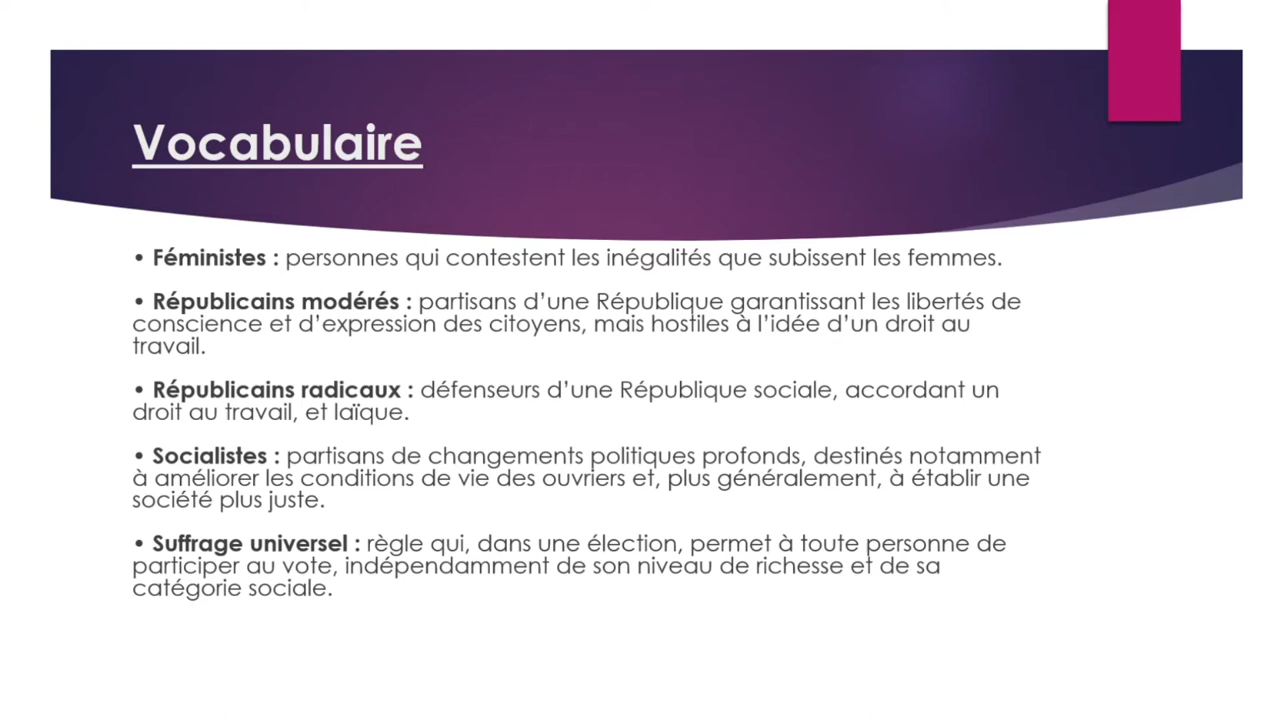 Vocabulaire
• Féministes : personnes qui contestent les inégalités que subissent les femmes.
• Républicains modérés : partisans d’une République garantissant les libertés de
conscience et d’expression des citoyens, mais hostiles à l’idée d’un droit au
travail.
• Républicains radicaux : défenseurs d’une République sociale, accordant un
droit au travail, et laïque.
• Socialistes : partisans de changements politiques profonds, destinés notamment
à améliorer les conditions de vie des ouvriers et, plus généralement, à établir une
société plus juste.
• Suffrage universel : règle qui, dans une élection, permet à toute personne de
participer au vote, indépendamment de son niveau de richesse et de sa
catégorie sociale.